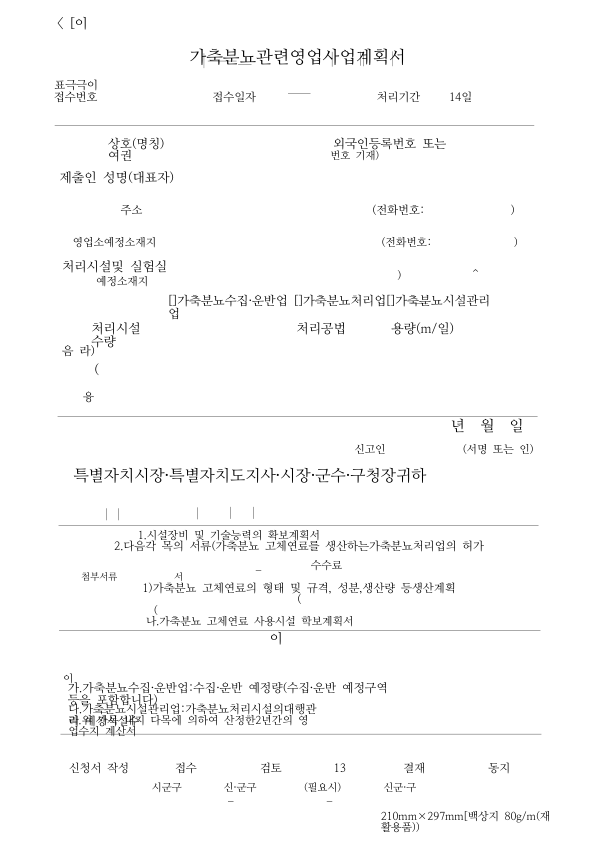 〈 [이
가축분뇨관련영업사업계획서
표극극이
접수번호 접수일자 처리기간 14일
상호(명칭) 외국인등록번호 또는
여권 번호 기재)
제출인 성명(대표자)
주소 (전화번호: )
영업소예정소재지 (전화번호: )
처리시설및 실험실
예정소재지 ) ^
[]가축분뇨수집·운반업 []가축분뇨처리업[]가축분뇨시설관리
업
처리시설 처리공법 용량(m/일)
수량
음 라)
(
융
년 월 일
신고인 (서명 또는 인)
특별자치시장·특별자치도지사·시장·군수·구청장귀하
1.시설장비 및 기술능력의 확보계획서
2.다음각 목의 서류(가축분뇨 고체연료를 생산하는가축분뇨처리업의 허가
수수료
첨부서류 서
1)가축분뇨 고체연료의 형태 및 규격, 성분,생산량 등생산계획
(
(
나.가축분뇨 고체연료 사용시설 학보계획서
이
이
가.가축분뇨수집·운반업:수집·운반 예정량(수집·운반 예정구역
등을 포함합니다)
다.가축분뇨시설관리업:가축분뇨처리시설의대행관
내지 다목에 의하여 산정한2년간의 영
업수지 계산서
신청서 작성 접수 검토 13 결재 통지
시군구 신·군구 (필요시) 신군·구
210mm×297mm[백상지 80g/m(재
활용품))